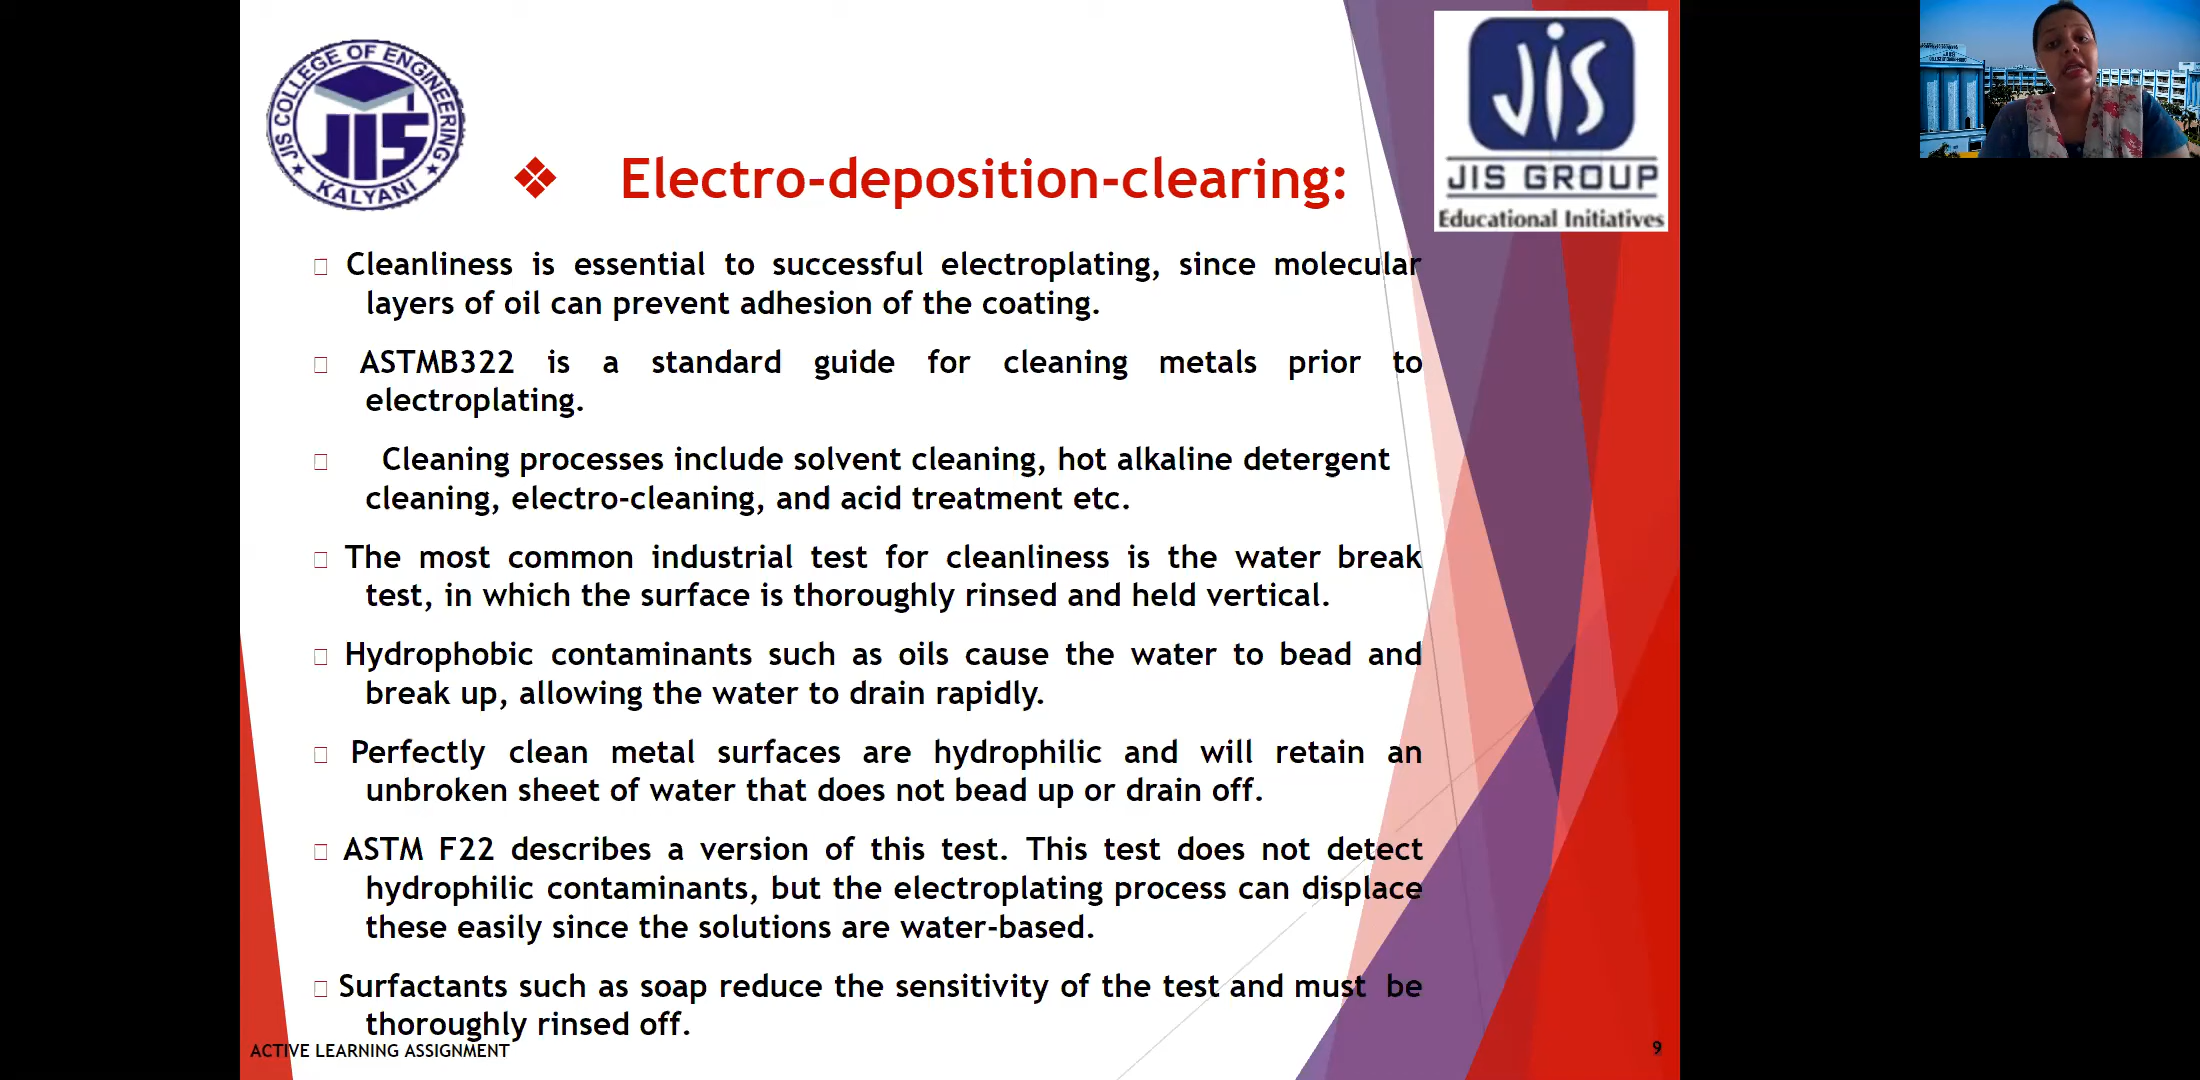 JIS COLLEGE OF ENGINEERING
JIS
KALYANI
JIS
JIS GROUP
Educational Initiatives
❖ Electro-deposition-clearing:
Cleanliness is essential to successful electroplating, since molecular
layers of oil can prevent adhesion of the coating.
ASTMB322 is a standard guide for cleaning metals prior to
electroplating.
Cleaning processes include solvent cleaning, hot alkaline detergent
cleaning, electro-cleaning, and acid treatment etc.
The most common industrial test for cleanliness is the water break
test, in which the surface is thoroughly rinsed and held vertical.
Hydrophobic contaminants such as oils cause the water to bead and
break up, allowing the water to drain rapidly.
Perfectly clean metal surfaces are hydrophilic and will retain an
unbroken sheet of water that does not bead up or drain off.
ASTM F22 describes a version of this test. This test does not detect
hydrophilic contaminants, but the electroplating process can displace
these easily since the solutions are water-based.
Surfactants such as soap reduce the sensitivity of the test and must be
thoroughly rinsed off.
ACTIVE LEARNING ASSIGNMENT
9